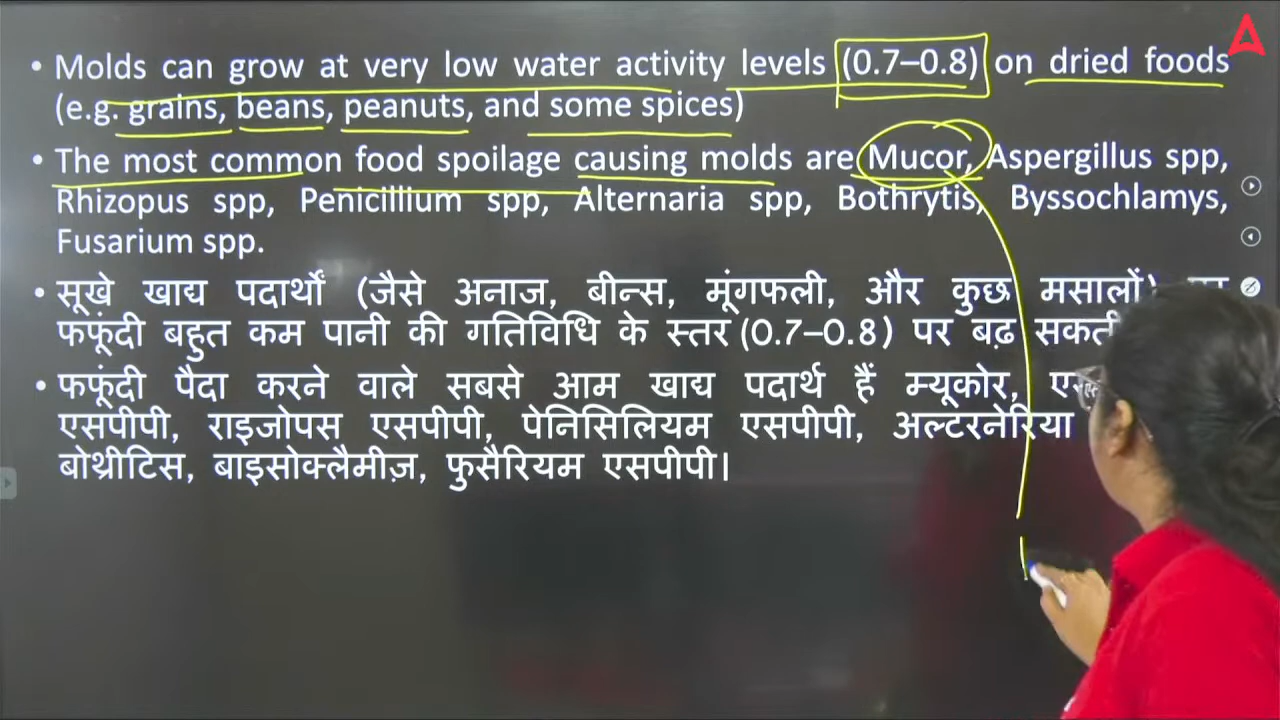 • Molds can grow at very low water activity levels (0.7–0.8) on dried foods
(e.g. grains, beans, peanuts, and some spices)
• The most common food spoilage causing molds are Mucor, Aspergillus spp,
Rhizopus spp, Penicillium spp, Alternaria spp, Bothrytis, Byssochlamys,
Fusarium spp.
• सूखे़ खाद्य पदार्थों (जैसे अनाज, बीन्स, मूंगफली, और कुछ मसालों)
फफूंदी बहुत कम पानी की गतिविधि के स्तर (0.7–0.8) पर बढ़ सकती
• फफूंदी पैदा करने वाले सबसे आम खाद्य पदार्थ हैं म्यूकोर,
एसपीपी, राइजोपस एसपीपी, पेनिसिलियम एसपीपी, अल्टरनेरिया
बोथ्रीटिस, बाइसोक्लैमीज़, फुसैरियम एसपीपी।